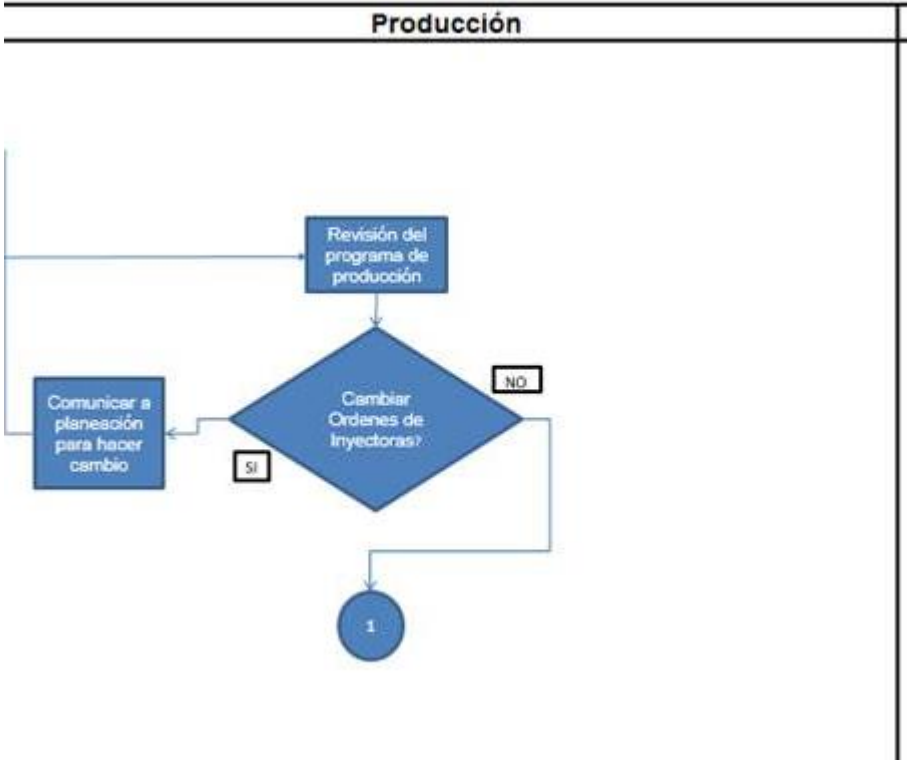 Producción
Revisión del
programa de
producción
NO
Cambiar
Ordenes de
Inyectoras?
Comunicar a
planeación
para hacer
cambio
SI
1